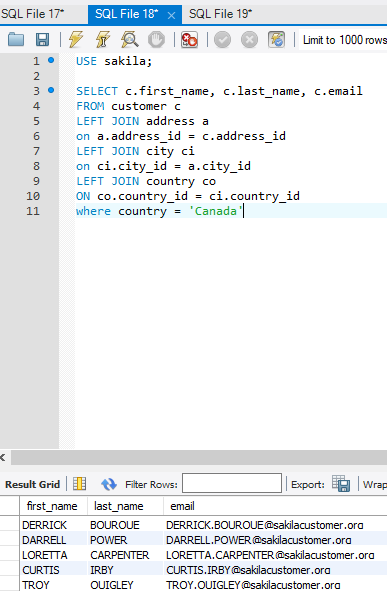 SQL File 17* SQL File 18* SQL File 19*
Limit to 1000 rows
1 USE sakila;
2
3 SELECT c.first_name, c.last_name, c.email
4 FROM customer c
5 LEFT JOIN address a
6 on a.address_id = c.address_id
7 LEFT JOIN city ci
8 on ci.city_id = a.city_id
9 LEFT JOIN country co
10 ON co.country_id = ci.country_id
11 where country = 'Canada'
Result Grid Filter Rows: Export: Wrap
first_name last_name email
DERRICK BOURQUE DERRICK.BOURQUE@sakilacustomer.org
DARRELL POWER DARRELL.POWER@sakilacustomer.org
LORETTA CARPENTER LORETTA.CARPENTER@sakilacustomer.org
CURTIS IRBY CURTIS.IRBY@sakilacustomer.org
TROY QUIGLEY TROY.QUIGLEY@sakilacustomer.org